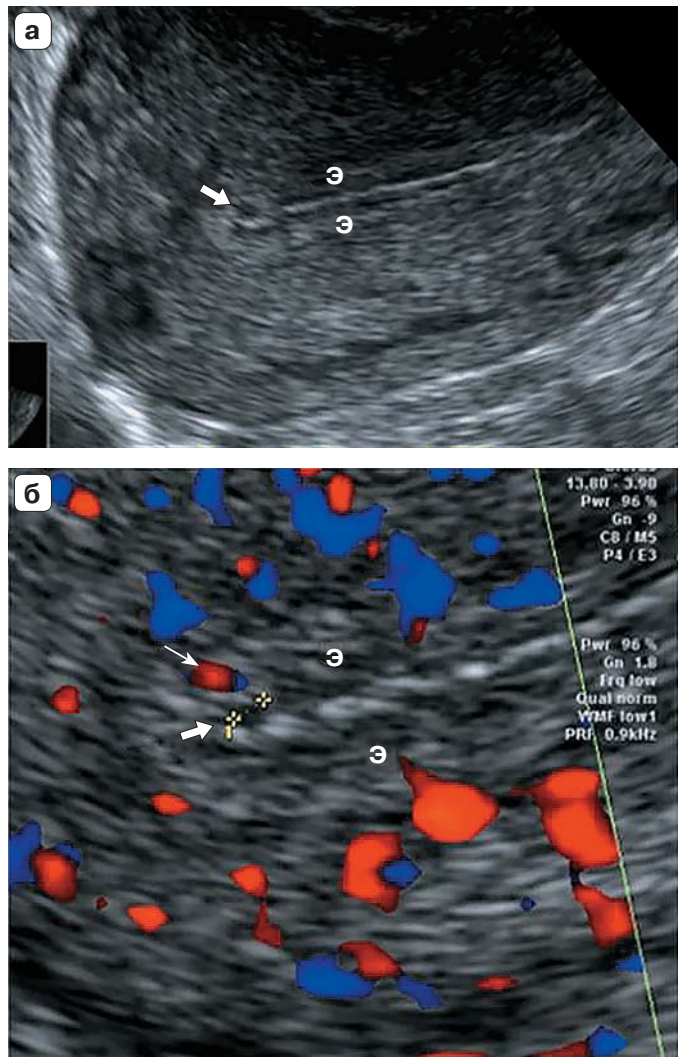 а
Э
Э
б
13.80 - 3.90
Pwr 96 %
Gn -9
C8 / M5
P4 / E3
Pwr 96 %
Gn 1.8
Frq low
Qual norm
WMF low1
PRF 0.9kHz
Э
Э